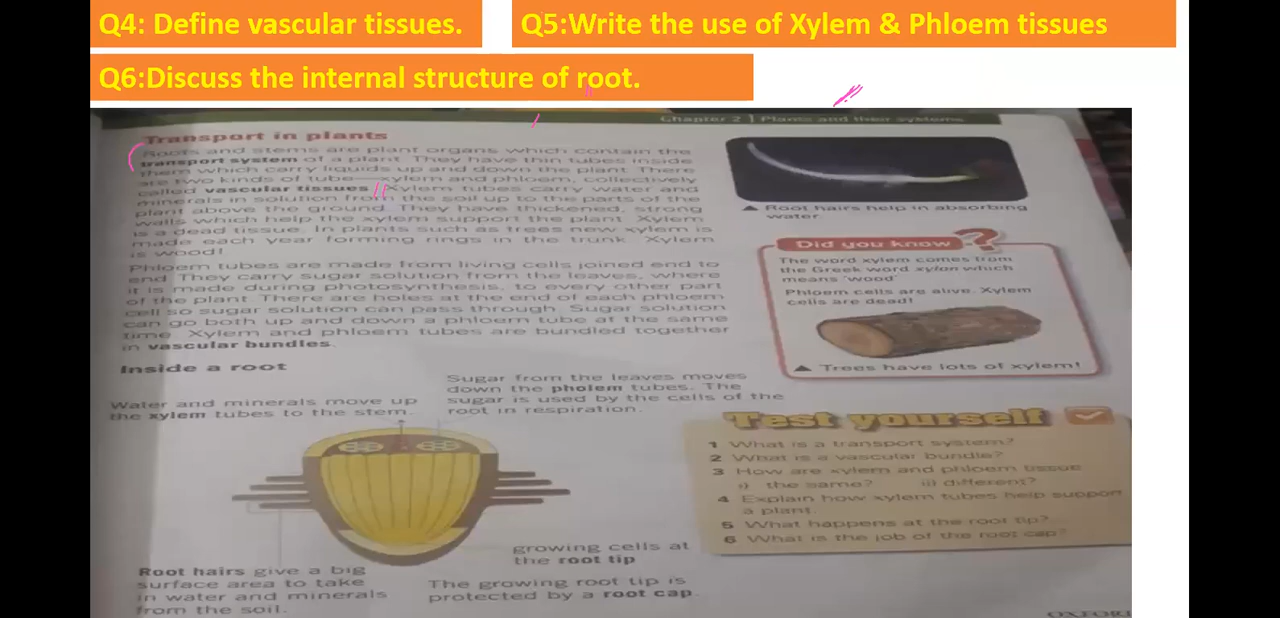 Q4: Define vascular tissues.
Q5:Write the use of Xylem & Phloem tissues
Q6:Discuss the internal structure of root.
Chapter 2 | Plants and their systems
Transport in plants
Roots and stems are plant organs which contain the
transport system of a plant. They have thin tubes inside
them which carry liquids up and down the plant. There
are two kinds of tube—xylem and phloem, collectively
called vascular tissues. Xylem tubes carry water and
minerals in solution from the soil up to the parts of the
plant above the ground. They have thickened, strong
walls which help the xylem support the plant. Xylem
is a dead tissue. In plants such as trees new xylem is
made each year forming rings in the trunk. Xylem
is wood!
Phloem tubes are made from living cells joined end to
end. They carry sugar solution from the leaves, where
it is made during photosynthesis, to every other part
of the plant. There are holes at the end of each phloem
cell so sugar solution can pass through. Sugar solution
can go both up and down a phloem tube at the same
time. Xylem and phloem tubes are bundled together
in vascular bundles.
▲ Root hairs help in absorbing
water.
Did you know
The word xylem comes from
the Greek word xylon which
means 'wood'
Phloem cells are alive. Xylem
cells are dead!
▲ Trees have lots of xylem!
Inside a root
Water and minerals move up
the xylem tubes to the stem.
Sugar from the leaves moves
down the pholem tubes. The
sugar is used by the cells of the
root in respiration.
Root hairs give a big
surface area to take
in water and minerals
from the soil.
growing cells at
the root tip
The growing root tip is
protected by a root cap.
Test yourself
1 What is a transport system?
2 What is a vascular bundle?
3 How are xylem and phloem tissue
i) the same? ii) different?
4 Explain how xylem tubes help support
a plant.
5 What happens at the root tip?
6 What is the job of the root cap?
OXFORD